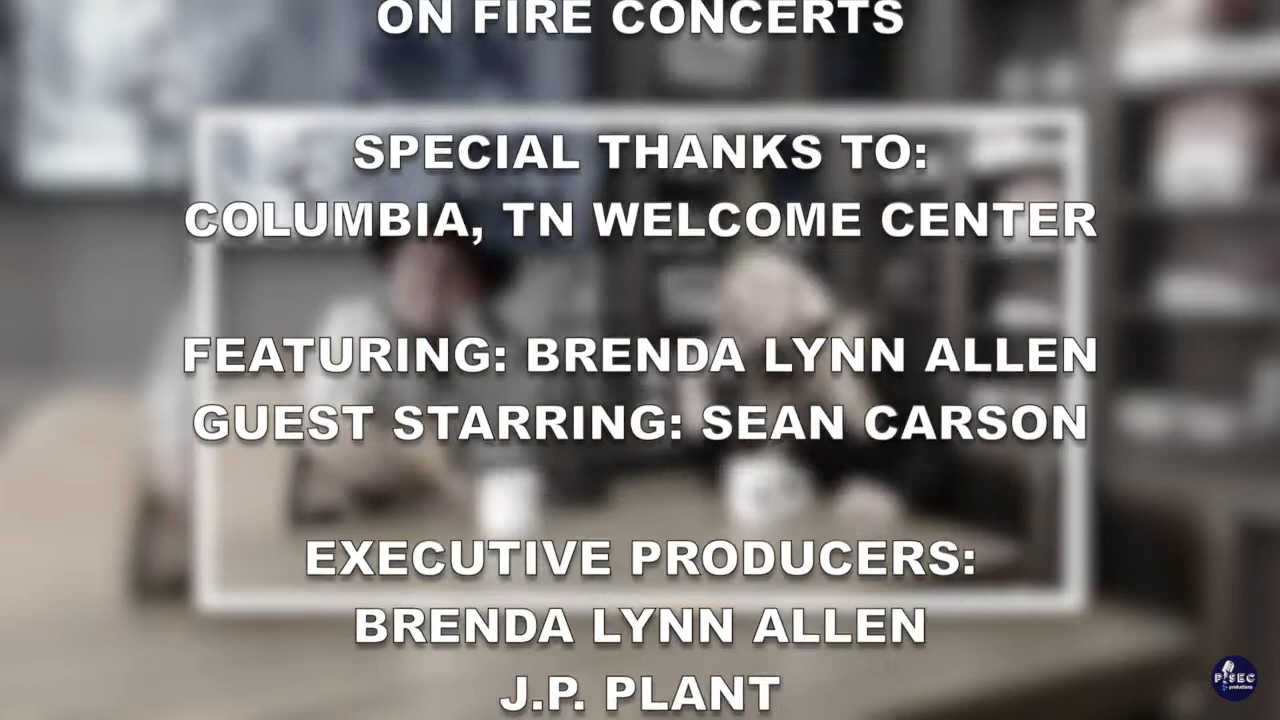 ON FIRE CONCERTS
SPECIAL THANKS TO:
COLUMBIA, TN WELCOME CENTER
FEATURING: BRENDA LYNN ALLEN
GUEST STARRING: SEAN CARSON
EXECUTIVE PRODUCERS:
BRENDA LYNN ALLEN
J.P. PLANT
productions